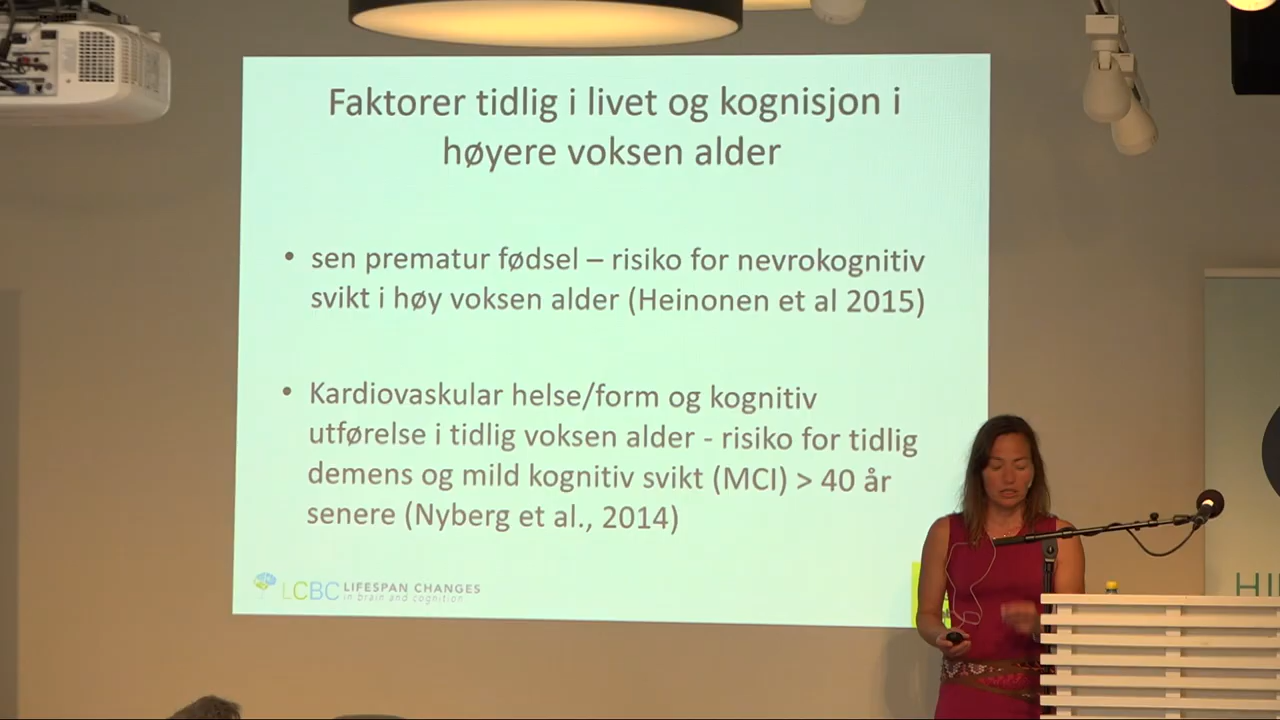 Faktorer tidlig i livet og kognisjon i
høyere voksen alder
• sen prematur fødsel – risiko for nevrokognitiv
svikt i høy voksen alder (Heinonen et al 2015)
• Kardiovaskular helse/form og kognitiv
utførelse i tidlig voksen alder - risiko for tidlig
demens og mild kognitiv svikt (MCI) > 40 år
senere (Nyberg et al., 2014)
LCBC LIFESPAN CHANGES
in brain and cognition